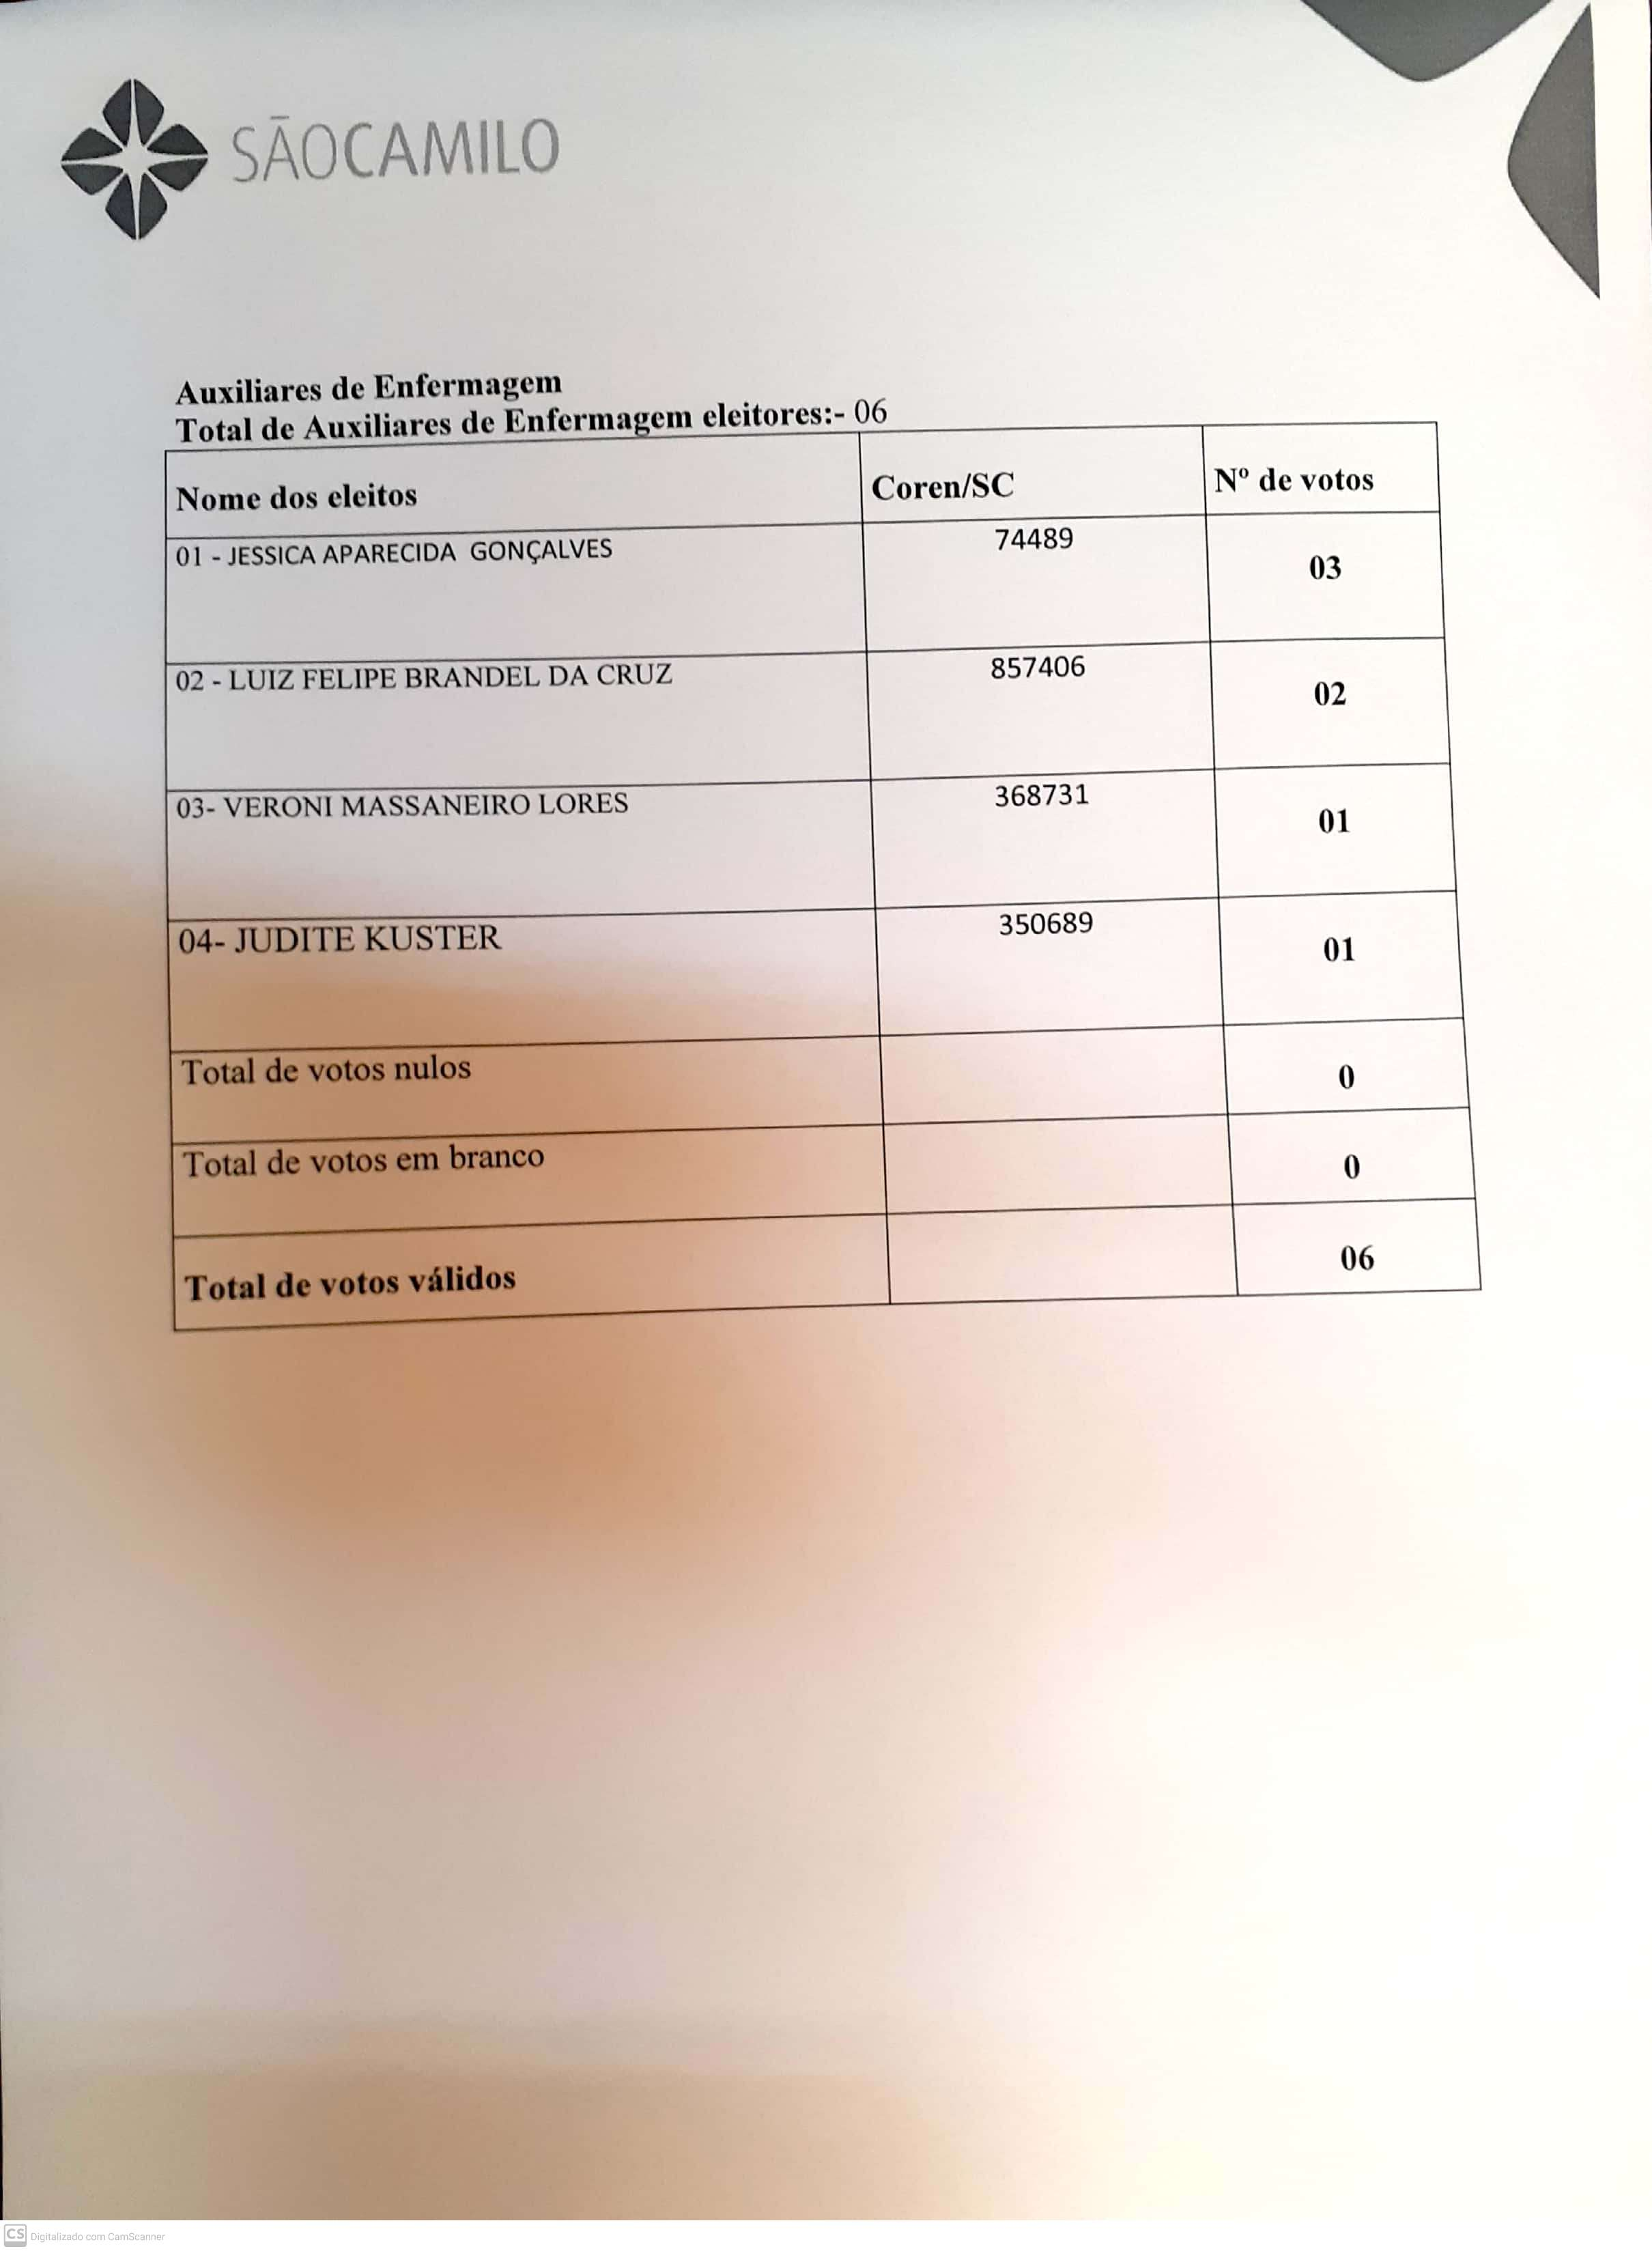 SÃOCAMILO
Auxiliares de Enfermagem
Total de Auxiliares de Enfermagem eleitores:- 06
Nome dos eleitos Coren/SC Nº de votos
01 - JESSICA APARECIDA GONÇALVES 74489 03
02 - LUIZ FELIPE BRANDEL DA CRUZ 857406 02
03- VERONI MASSANEIRO LORES 368731 01
04- JUDITE KUSTER 350689 01
Total de votos nulos 0
Total de votos em branco 0
Total de votos válidos 06
CS Digitalizado com CamScanner